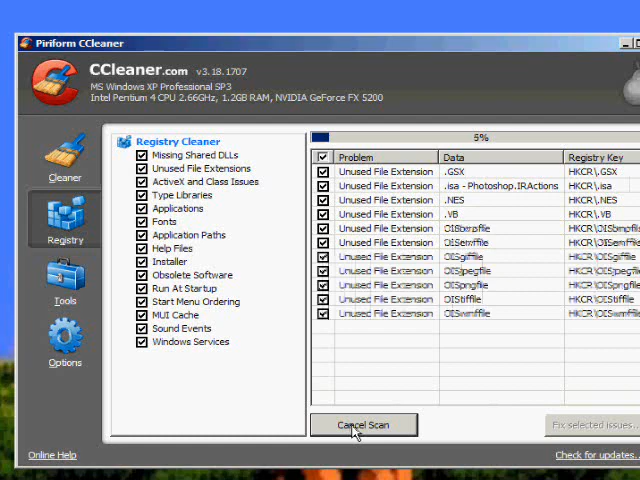 Piriform CCleaner
CCleaner.com v3.18.1707
MS Windows XP Professional SP3
Intel Pentium 4 CPU 2.66GHz, 1.2GB RAM, NVIDIA GeForce FX 5200
Cleaner
Registry
Tools
Options
Registry Cleaner
Missing Shared DLLs
Unused File Extensions
ActiveX and Class Issues
Type Libraries
Applications
Fonts
Application Paths
Help Files
Installer
Obsolete Software
Run At Startup
Start Menu Ordering
MUI Cache
Sound Events
Windows Services
5%
Problem Data Registry Key
Unused File Extension .GSX HKCR\.GSX
Unused File Extension .isa - Photoshop.IRActions HKCR\.isa
Unused File Extension .NES HKCR\.NES
Unused File Extension .VB HKCR\.VB
Unused File Extension OISbmpfile HKCR\OISbmpfile
Unused File Extension OISemffile HKCR\OISemffile
Unused File Extension OISgiffile HKCR\OISgiffile
Unused File Extension OISjpegfile HKCR\OISjpegfi
Unused File Extension OISpngfile HKCR\OISpngfile
Unused File Extension OIStiffile HKCR\OIStiffile
Unused File Extension OISwmffile HKCR\OISwmffile
Cancel Scan
Fix selected issues...
Online Help
Check for updates..